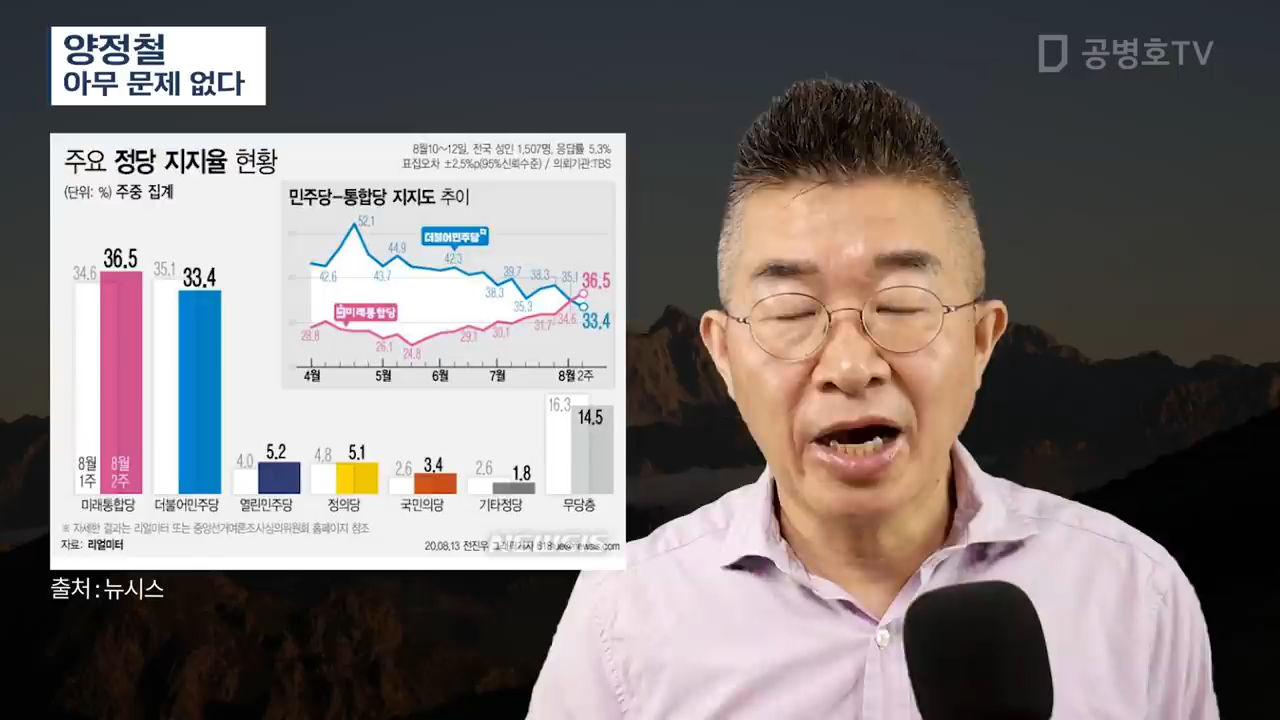 양정철
아무 문제 없다
공병호TV
주요 정당 지지율 현황
(단위: %) 주중 집계
8월10~12일, 전국 성인 1,507명, 응답률 5.3%
표집오차 ±2.5%p(95%신뢰수준) / 의뢰기관:TBS
민주당-통합당 지지도 추이
52.1
더불어민주당
42.6
43.7
44.9
42.3
38.3
39.7
35.3
38.3
35.1
36.5
33.4
미래통합당
28.8
26.1
24.8
29.1
30.1
31.7
34.6
4월 5월 6월 7월 8월 2주
34.6 36.5
35.1 33.4
4.0 5.2
4.8 5.1
2.6 3.4
2.6 1.8
16.3 14.5
8월 1주
8월 2주
미래통합당 더불어민주당 열린민주당 정의당 국민의당 기타정당 무당층
※ 자세한 결과는 리얼미터 또는 중앙선거여론조사심의위원회 홈페이지 참조
자료: 리얼미터
NEWSIS
20.08.13 전진우
출처 : 뉴시스